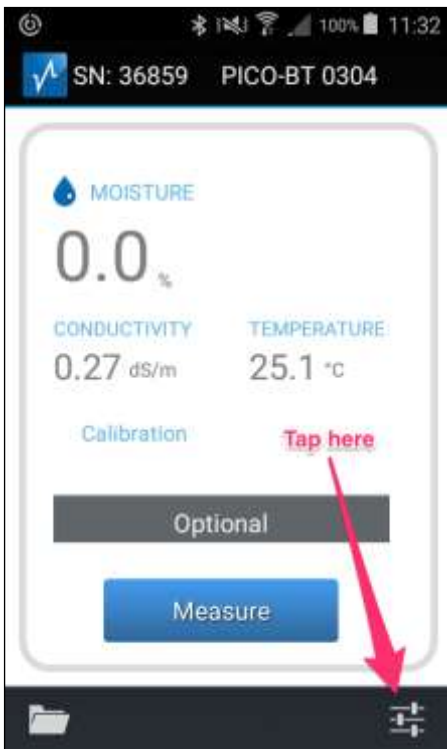 100% 11:32
SN: 36859 PICO-BT 0304
MOISTURE
0.0 %
CONDUCTIVITY TEMPERATURE
0.27 dS/m 25.1 °C
Calibration Tap here
Optional
Measure